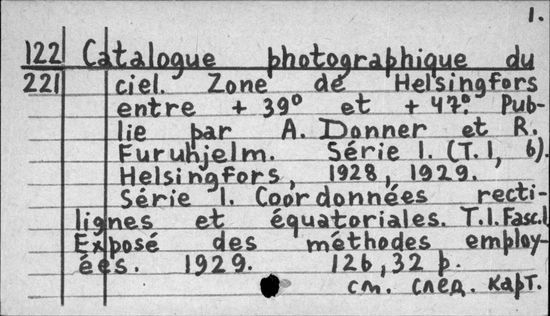 1.
122 Catalogue photographique du
221 ciel. Zone de Helsingfors
entre + 39° et + 47°. Pub-
lie par A. Donner et R.
Furuhjelm. Série 1. (T. 1, 6).
Helsingfors, 1928, 1929.
Série 1. Coordonnées recti-
lignes et équatoriales. T.1.Fasc.1
Exposé des méthodes employ-
ées. 1929. 126, 32 p.
см. след. карт.